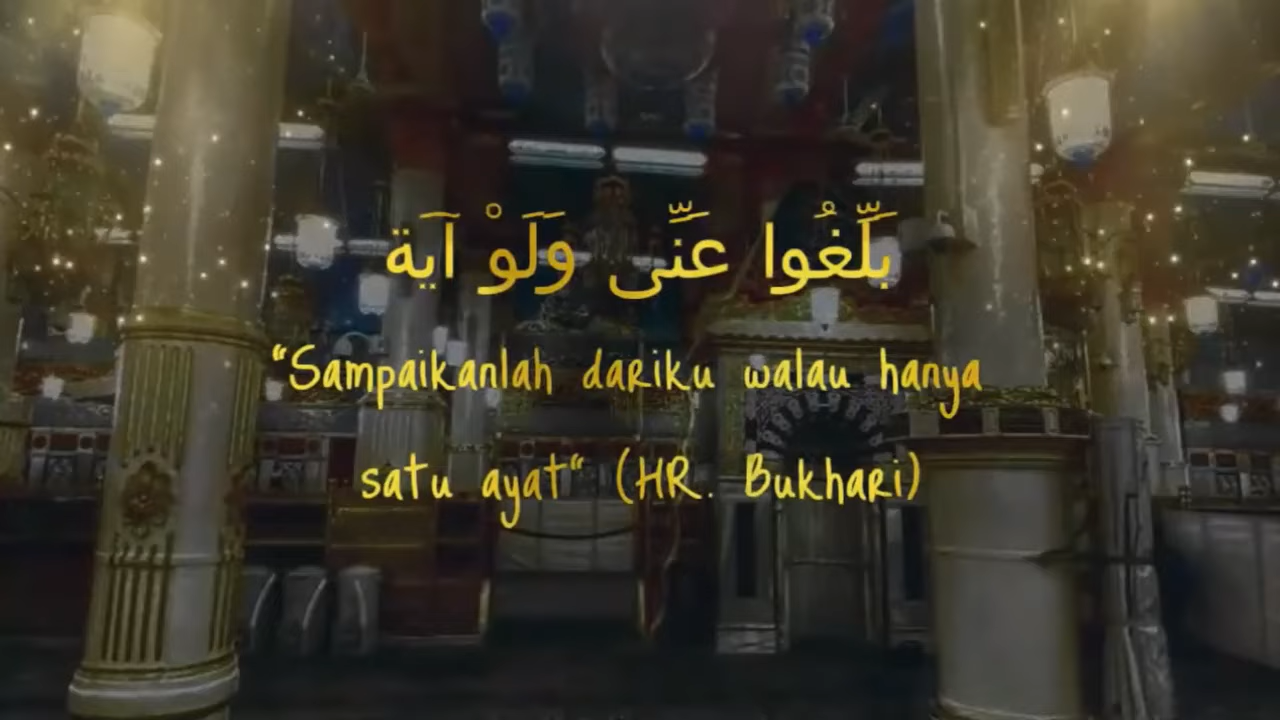 بَلِّغُوا عَنِّى وَلَوْ آيَة
“Sampaikanlah dariku walau hanya
satu ayat“ (HR. Bukhari)